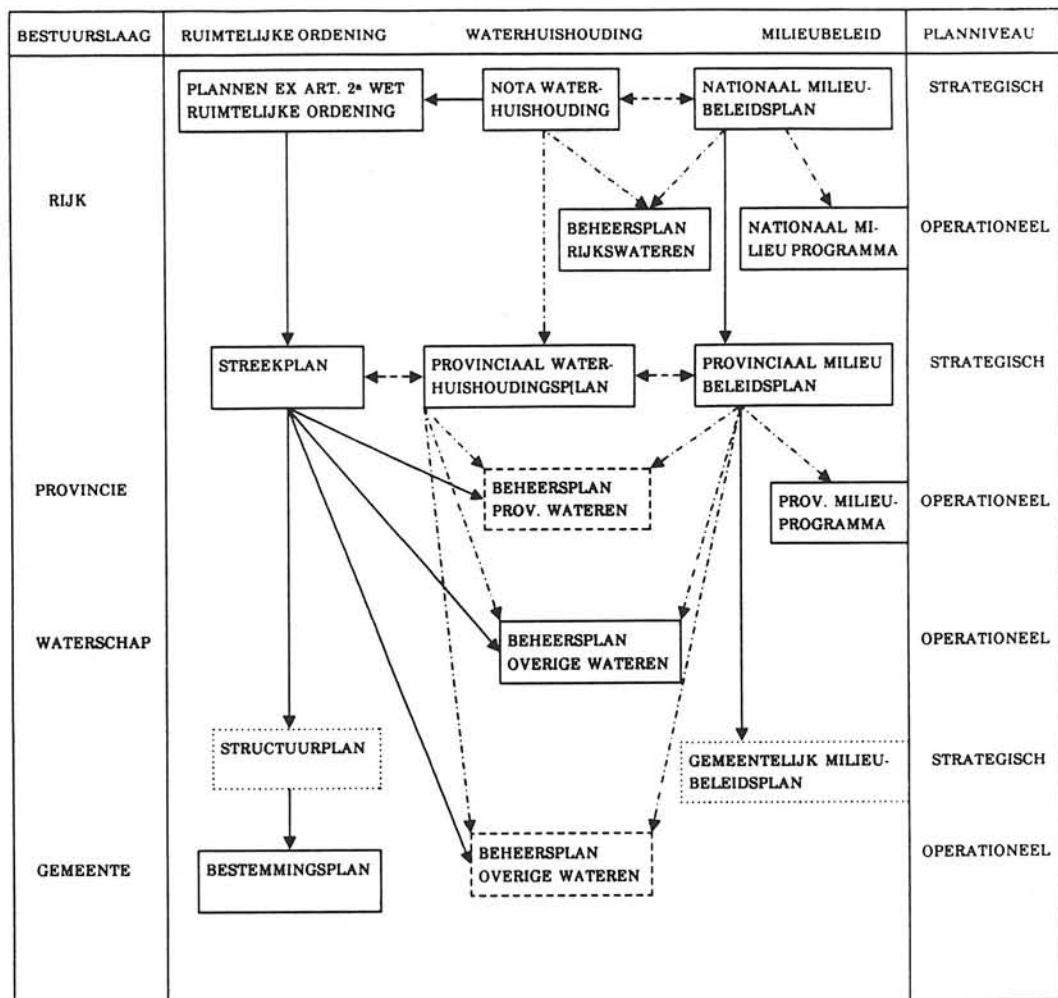 BESTUURSLAAG RUIMTELIJKE ORDENING WATERHUISHOUDING MILIEUBELEID PLANNIVEAU
PLANNEN EX ART. 2ª WET
RUIMTELIJKE ORDENING
NOTA WATER-
HUISHOUDING
NATIONAAL MILIEU-
BELEIDSPLAN
STRATEGISCH
RIJK
BEHEERSPLAN
RIJKSWATEREN
NATIONAAL MI-
LIEU PROGRAMMA
OPERATIONEEL
STREEKPLAN
PROVINCIAAL WATER-
HUISHOUDINGSP[LAN
PROVINCIAAL MILIEU
BELEIDSPLAN
STRATEGISCH
PROVINCIE
BEHEERSPLAN
PROV. WATEREN
PROV. MILIEU-
PROGRAMMA
OPERATIONEEL
WATERSCHAP
BEHEERSPLAN
OVERIGE WATEREN
OPERATIONEEL
STRUCTUURPLAN
GEMEENTELIJK MILIEU-
BELEIDSPLAN
STRATEGISCH
GEMEENTE
BESTEMMINGSPLAN
BEHEERSPLAN
OVERIGE WATEREN
OPERATIONEEL